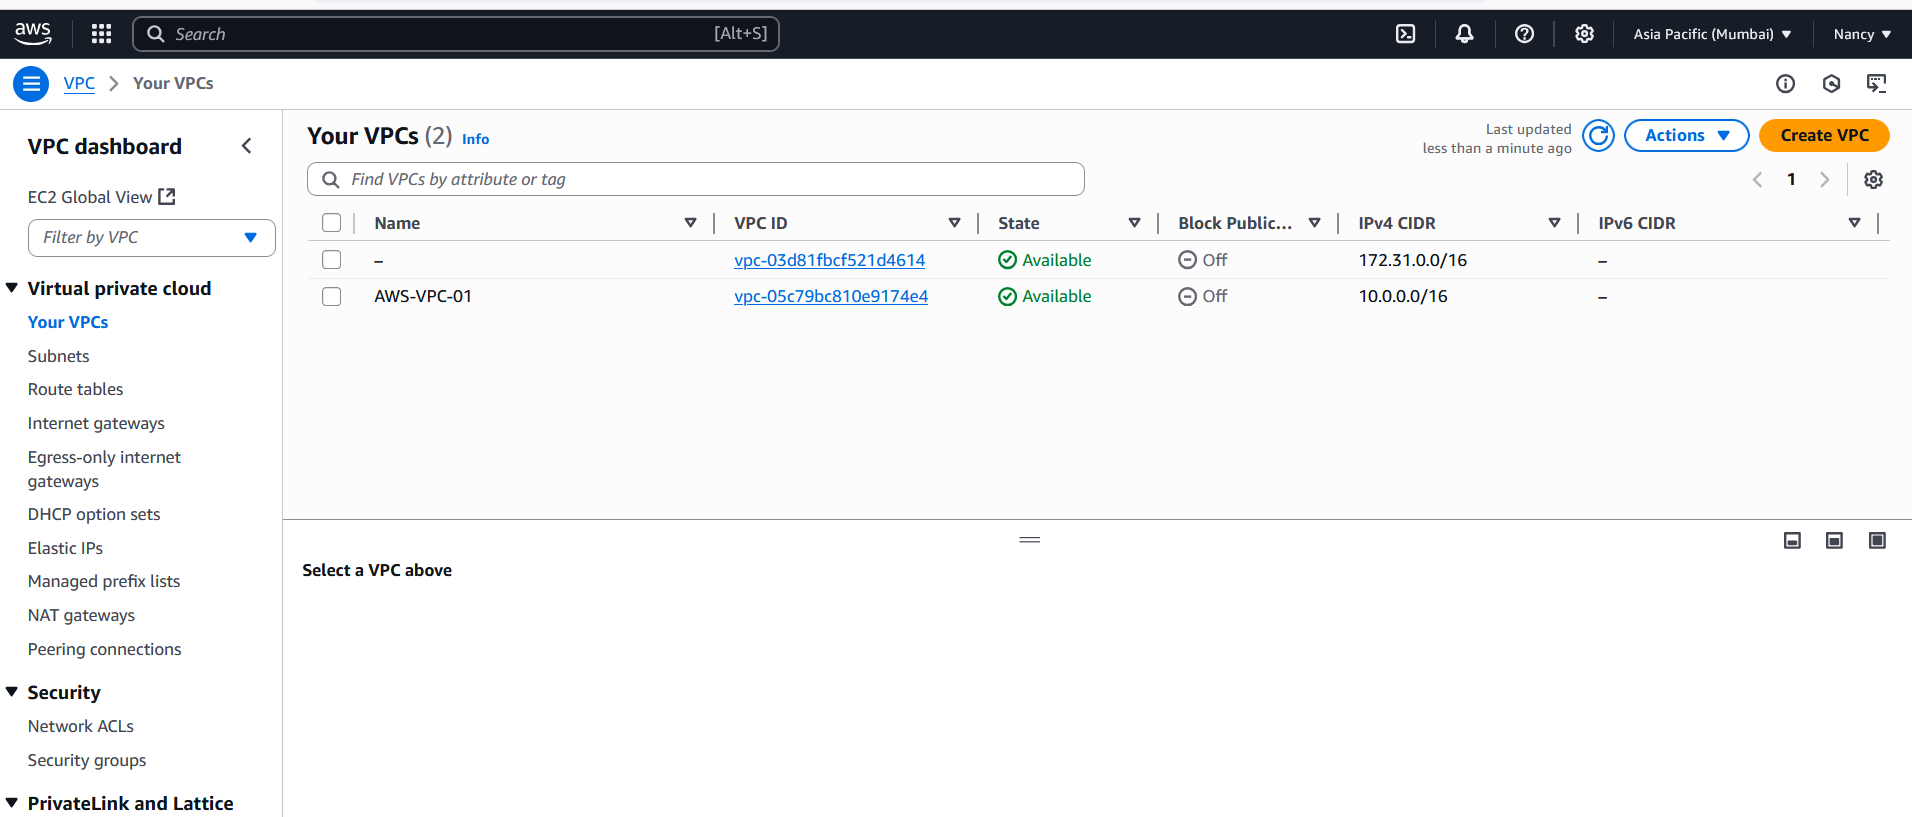 aws
Search [Alt+S]
Asia Pacific (Mumbai)
Nancy
VPC
Your VPCs
VPC dashboard
EC2 Global View
Filter by VPC
Virtual private cloud
Your VPCs
Subnets
Route tables
Internet gateways
Egress-only internet
gateways
DHCP option sets
Elastic IPs
Managed prefix lists
NAT gateways
Peering connections
Security
Network ACLs
Security groups
PrivateLink and Lattice
Your VPCs (2) Info
Last updated
less than a minute ago
Actions
Create VPC
Find VPCs by attribute or tag
1
Name VPC ID State Block Public... IPv4 CIDR IPv6 CIDR
– vpc-03d81fbcf521d4614 Available Off 172.31.0.0/16 –
AWS-VPC-01 vpc-05c79bc810e9174e4 Available Off 10.0.0.0/16 –
Select a VPC above